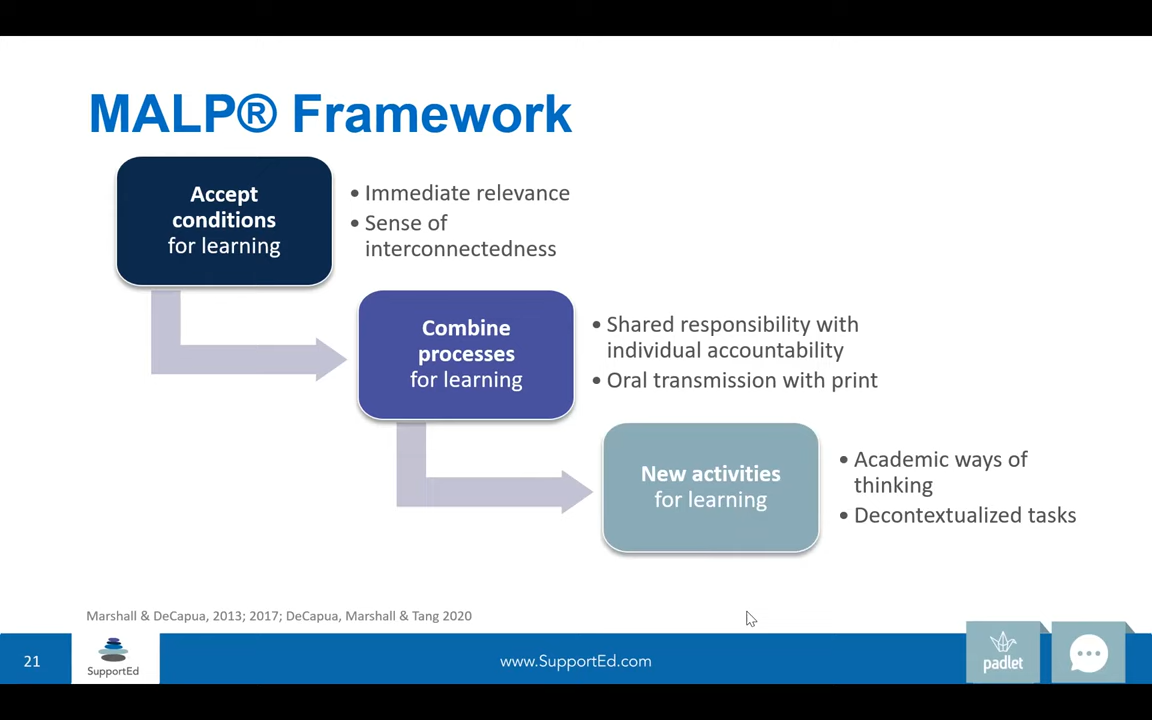 MALP® Framework
Accept
conditions
for learning
• Immediate relevance
• Sense of
interconnectedness
Combine
processes
for learning
• Shared responsibility with
individual accountability
• Oral transmission with print
New activities
for learning
• Academic ways of
thinking
• Decontextualized tasks
Marshall & DeCapua, 2013; 2017; DeCapua, Marshall & Tang 2020
21
SupportEd
www.SupportEd.com
padlet